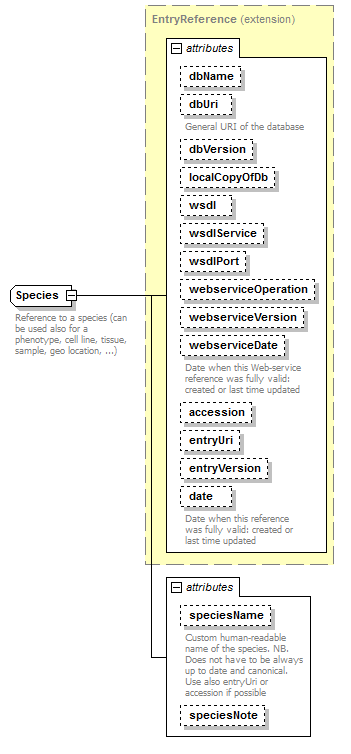 EntryReference (extension)
attributes
dbName
dbUri
General URI of the database
dbVersion
localCopyOfDb
wsdl
wsdlService
wsdlPort
webserviceOperation
webserviceVersion
webserviceDate
Date when this Web-service
reference was fully valid:
created or last time updated
accession
entryUri
entryVersion
date
Date when this reference
was fully valid: created or
last time updated
Species
Reference to a species (can
be used also for a
phenotype, cell line, tissue,
sample, geo location, ...)
attributes
speciesName
Custom human-readable
name of the species. NB.
Does not have to be always
up to date and canonical.
Use also entryUri or
accession if possible
speciesNote